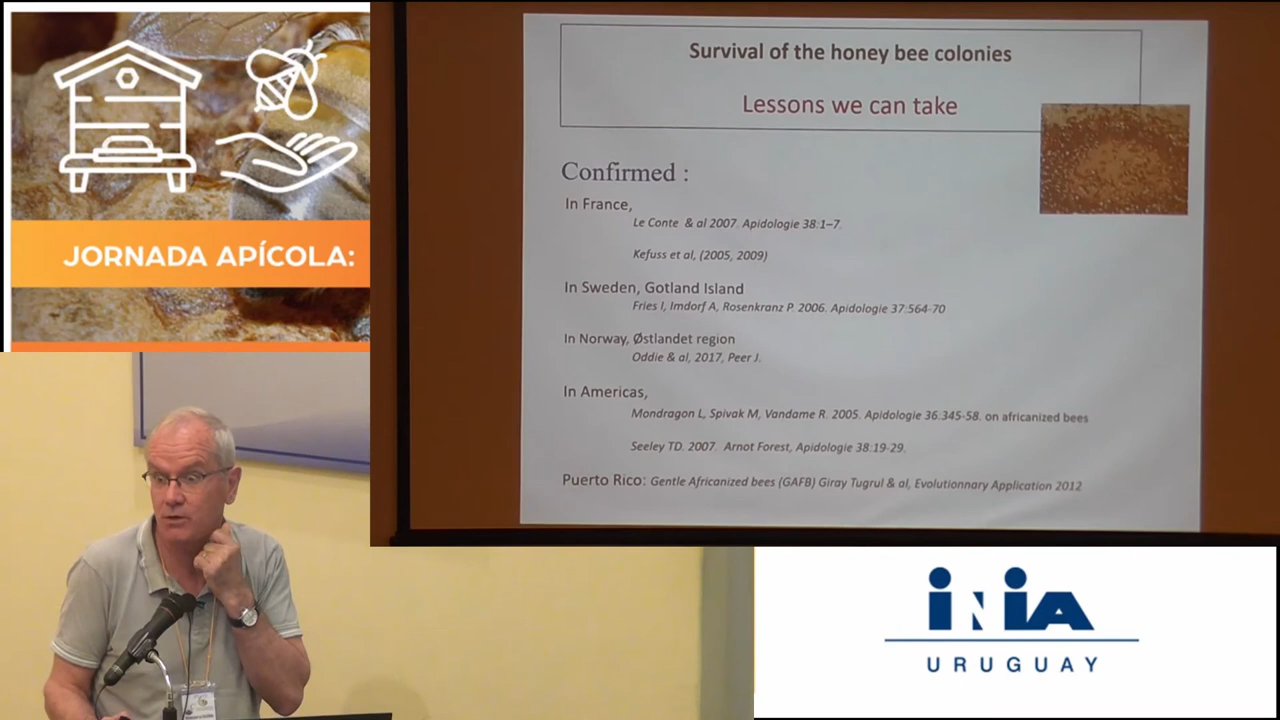 JORNADA APÍCOLA:
Survival of the honey bee colonies
Lessons we can take
Confirmed :
In France,
Le Conte & al 2007. Apidologie 38:1–7.
Kefuss et al, (2005, 2009)
In Sweden, Gotland Island
Fries I, Imdorf A, Rosenkranz P. 2006. Apidologie 37:564-70
In Norway, Østlandet region
Oddie & al, 2017, Peer J.
In Americas,
Mondragon L, Spivak M, Vandame R. 2005. Apidologie 36:345-58. on africanized bees
Seeley TD. 2007. Arnot Forest, Apidologie 38:19-29.
Puerto Rico: Gentle Africanized bees (GAFB) Giray Tugrul & al, Evolutionnary Application 2012
INIA
URUGUAY